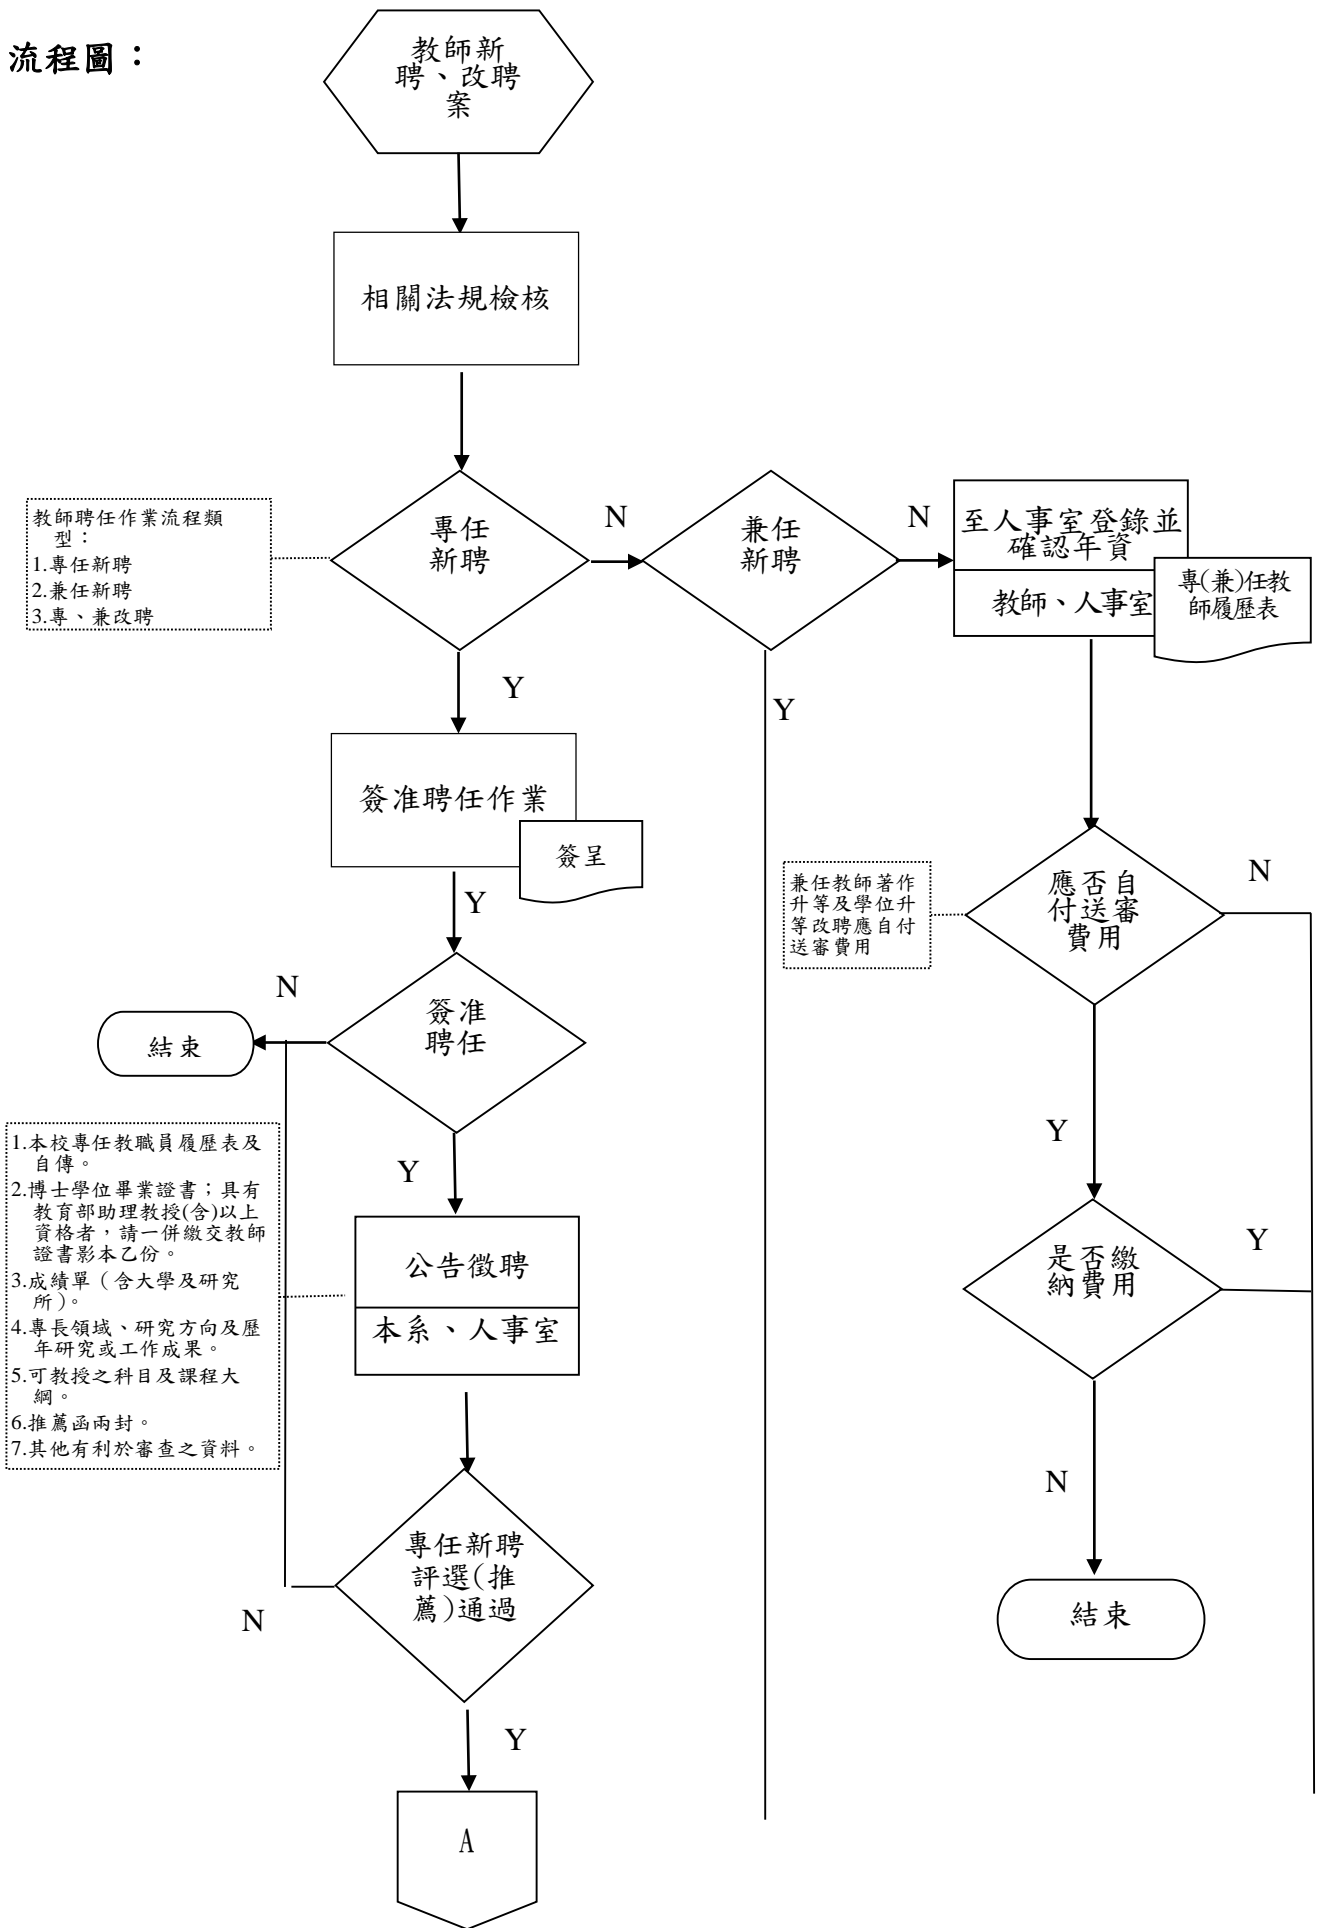 流程圖：
教師新
聘、改聘
案
相關法規檢核
教師聘任作業流程類
型：
1.專任新聘
2.兼任新聘
3.專、兼改聘
專任
新聘
N
兼任
新聘
N
至人事室登錄並
確認年資
教師、人事室
專(兼)任教
師履歷表
Y
Y
簽准聘任作業
簽呈
Y
兼任教師著作
升等及學位升
等改聘應自付
送審費用
應否自
付送審
費用
N
N
簽准
聘任
結束
Y
Y
1.本校專任教職員履歷表及
自傳。
2.博士學位畢業證書；具有
教育部助理教授(含)以上
資格者，請一併繳交教師
證書影本乙份。
3.成績單（含大學及研究
所）。
4.專長領域、研究方向及歷
年研究或工作成果。
5.可教授之科目及課程大
綱。
6.推薦函兩封。
7.其他有利於審查之資料。
公告徵聘
本系、人事室
是否繳
納費用
Y
N
專任新聘
評選(推
薦)通過
N
結束
Y
A